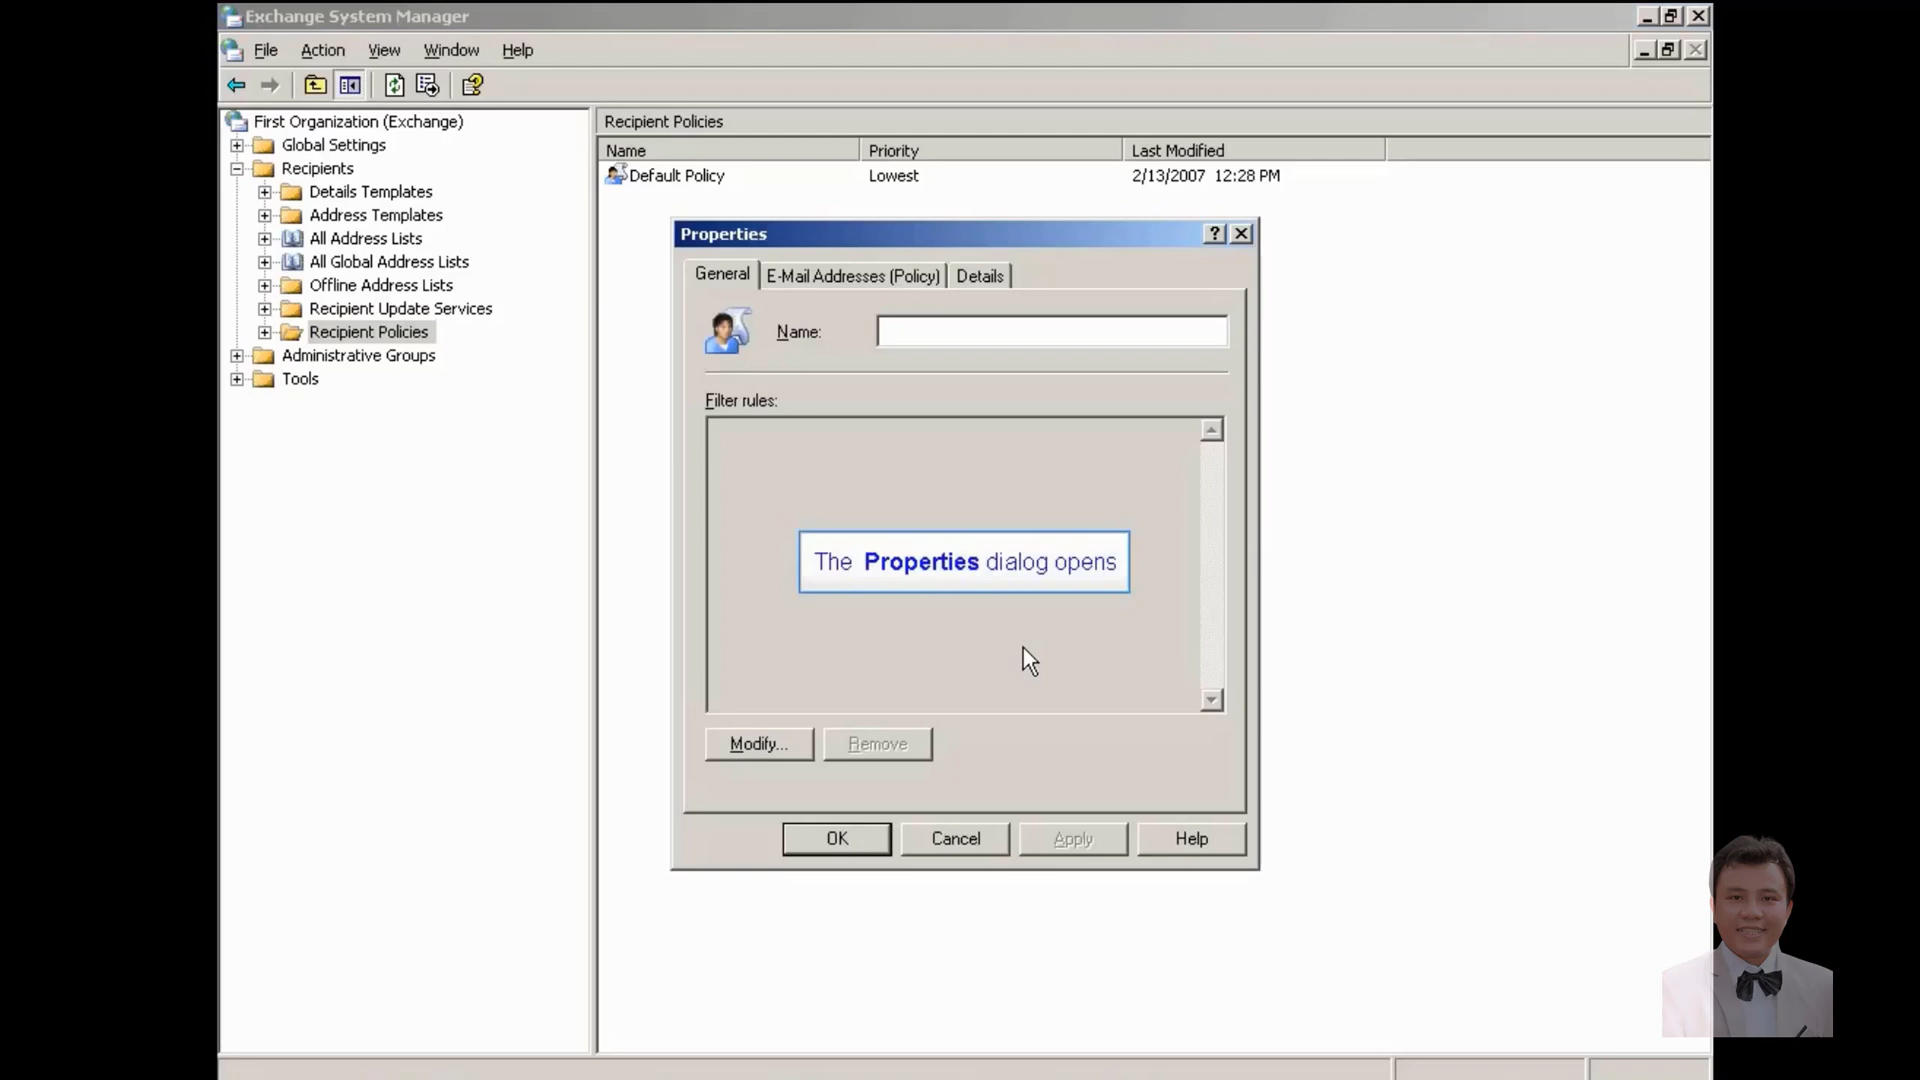 Exchange System Manager
File Action View Window Help
First Organization (Exchange)
Global Settings
Recipients
Details Templates
Address Templates
All Address Lists
All Global Address Lists
Offline Address Lists
Recipient Update Services
Recipient Policies
Administrative Groups
Tools
Recipient Policies
Name Priority Last Modified
Default Policy Lowest 2/13/2007 12:28 PM
Properties
General E-Mail Addresses (Policy) Details
Name:
Filter rules:
The Properties dialog opens
Modify... Remove
OK Cancel Apply Help